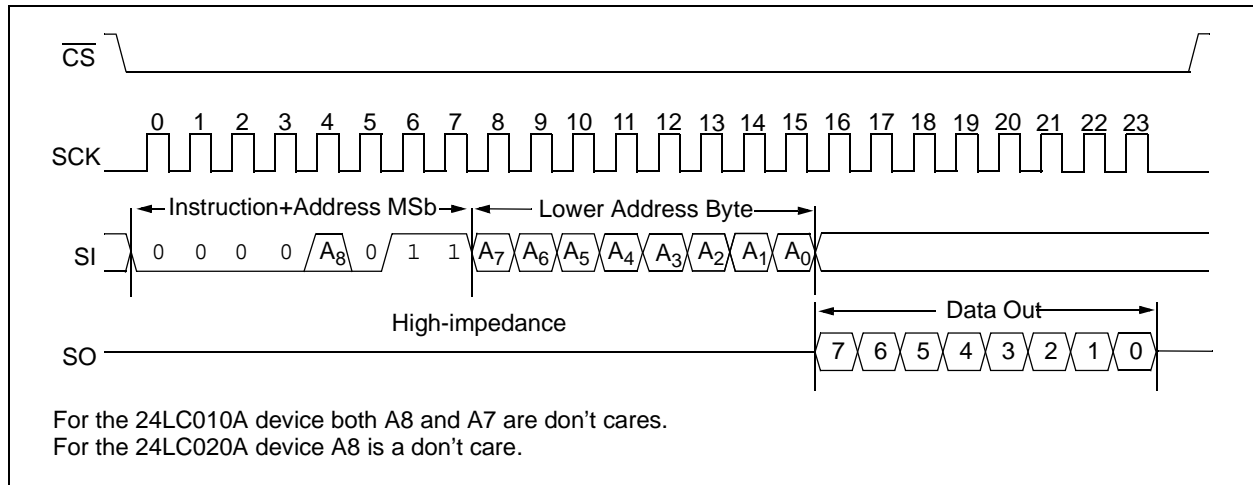 CS
0 1 2 3 4 5 6 7 8 9 10 11 12 13 14 15 16 17 18 19 20 21 22 23
SCK
Instruction+Address MSb Lower Address Byte
SI 0 0 0 0 A8 0 1 1 A7 A6 A5 A4 A3 A2 A1 A0
High-impedance Data Out
SO 7 6 5 4 3 2 1 0
For the 24LC010A device both A8 and A7 are don't cares.
For the 24LC020A device A8 is a don't care.